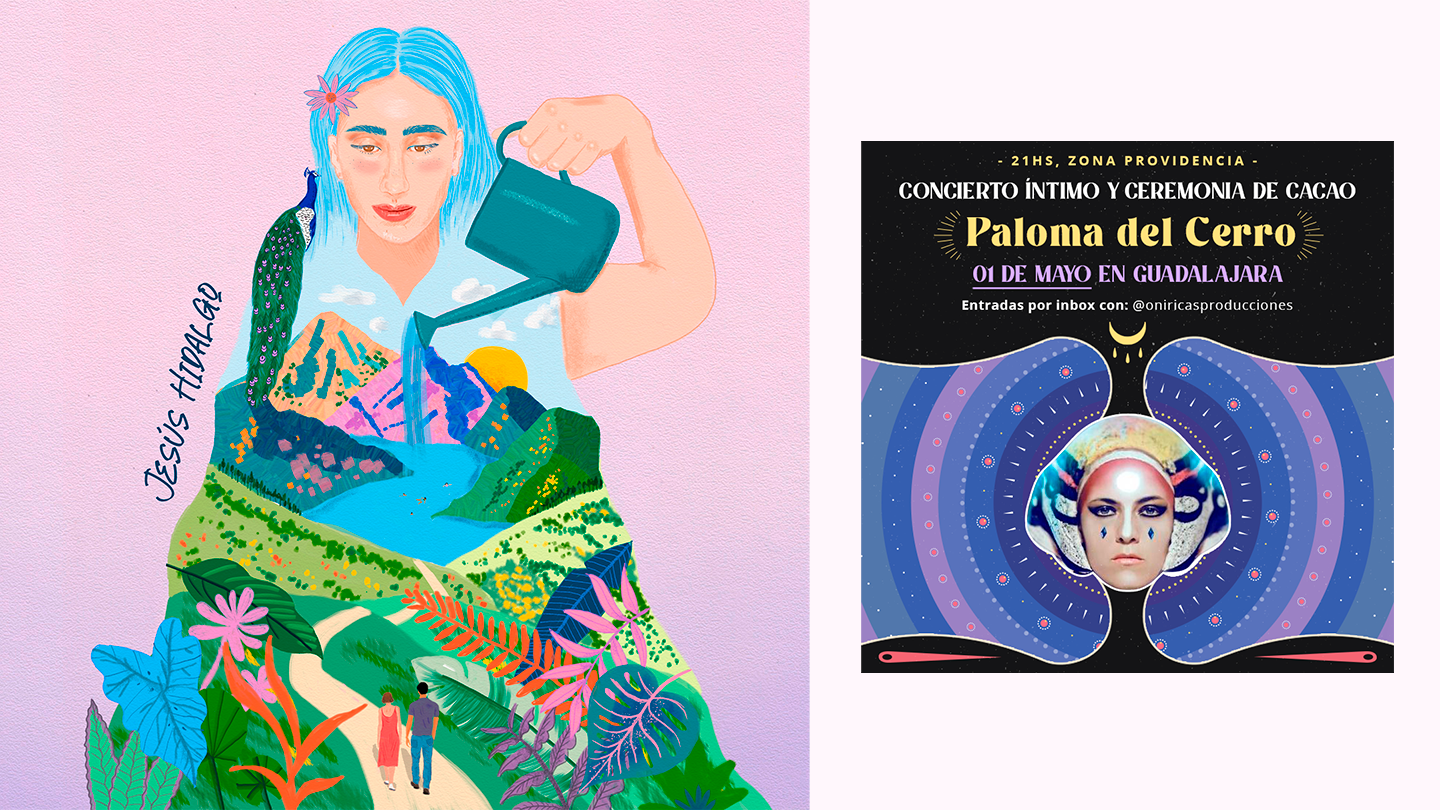 JESÚS HIDALGO
- 21HS, ZONA PROVIDENCIA -
CONCIERTO ÍNTIMO Y CEREMONIA DE CACAO
Paloma del Cerro
01 DE MAYO EN GUADALAJARA
Entradas por inbox con: @oniricasproducciones